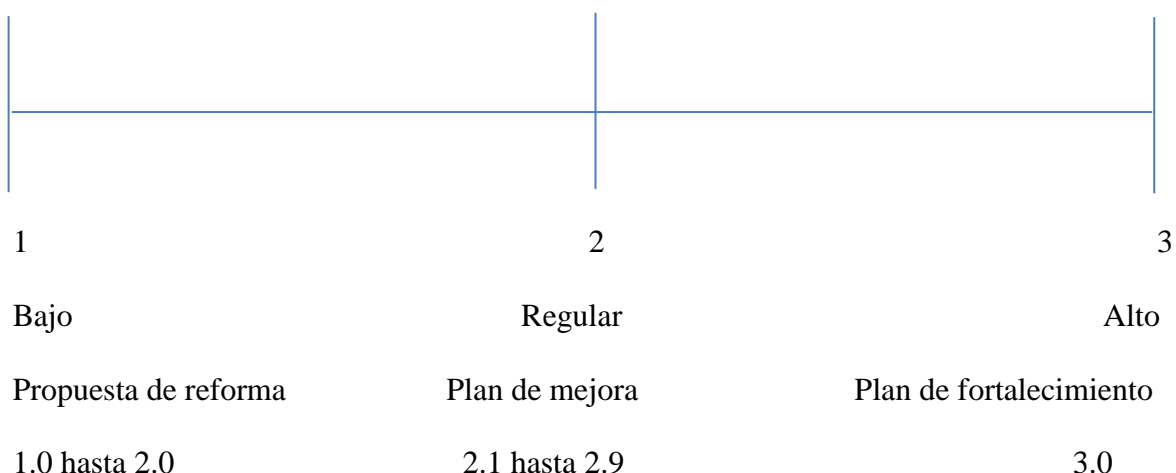 1 2 3
Bajo Regular Alto
Propuesta de reforma Plan de mejora Plan de fortalecimiento
1.0 hasta 2.0 2.1 hasta 2.9 3.0